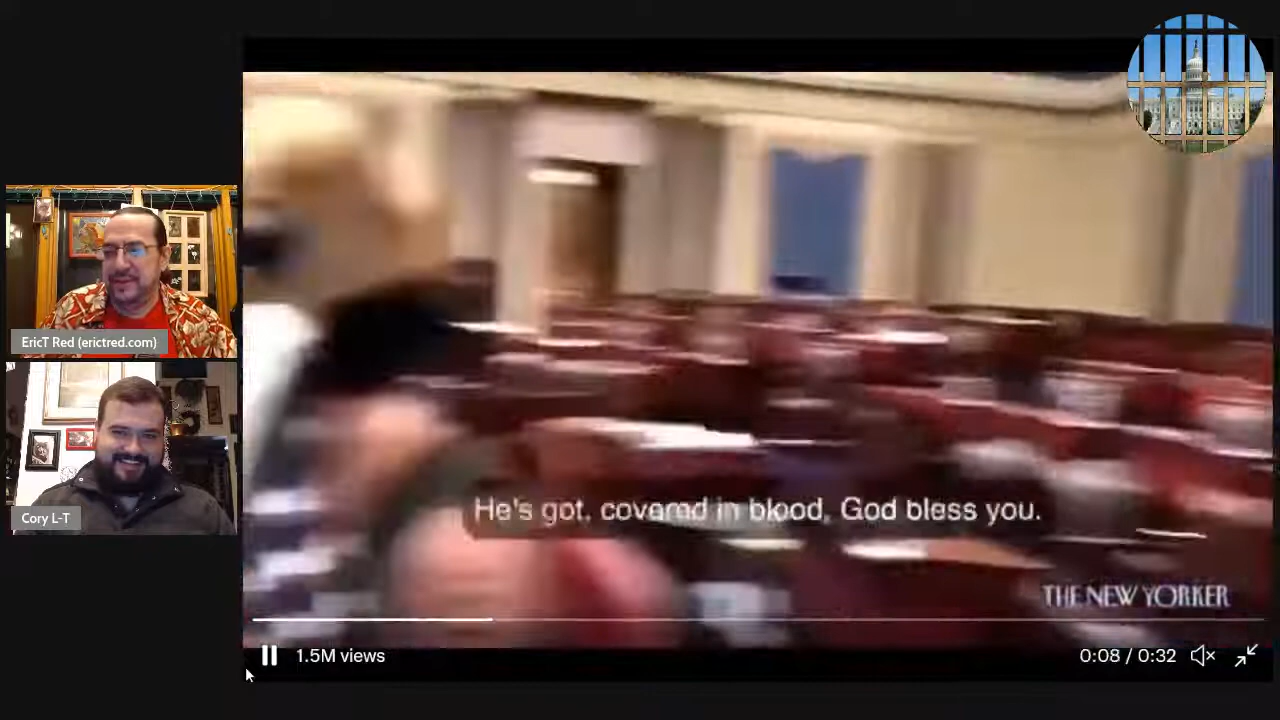 EricT Red (erictred.com)
Cory L-T
He's got, covered in blood, God bless you.
THE NEW YORKER
1.5M views
0:08 / 0:32